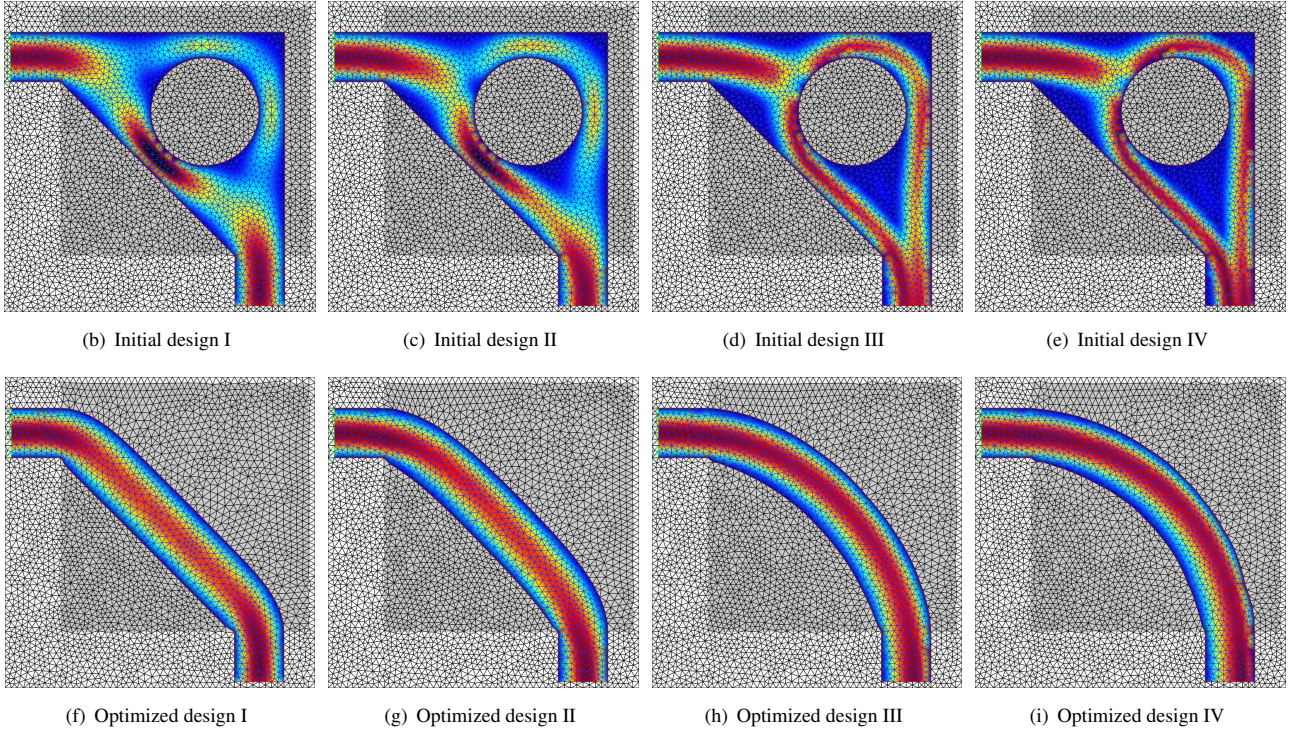 (b) Initial design I
(c) Initial design II
(d) Initial design III
(e) Initial design IV
(f) Optimized design I
(g) Optimized design II
(h) Optimized design III
(i) Optimized design IV